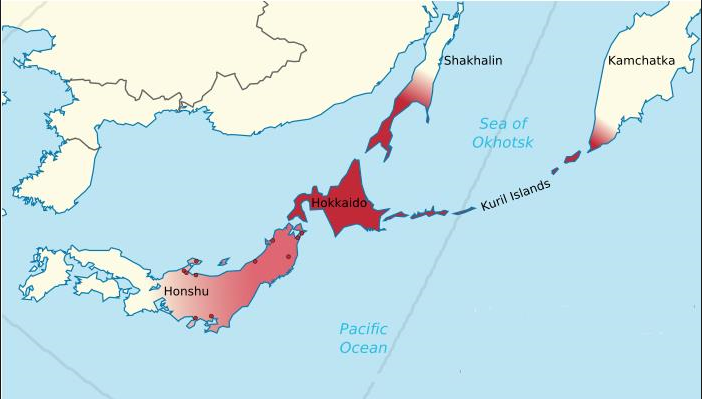 Shakhalin
Kamchatka
Sea of
Okhotsk
Kuril Islands
Hokkaido
Honshu
Pacific
Ocean